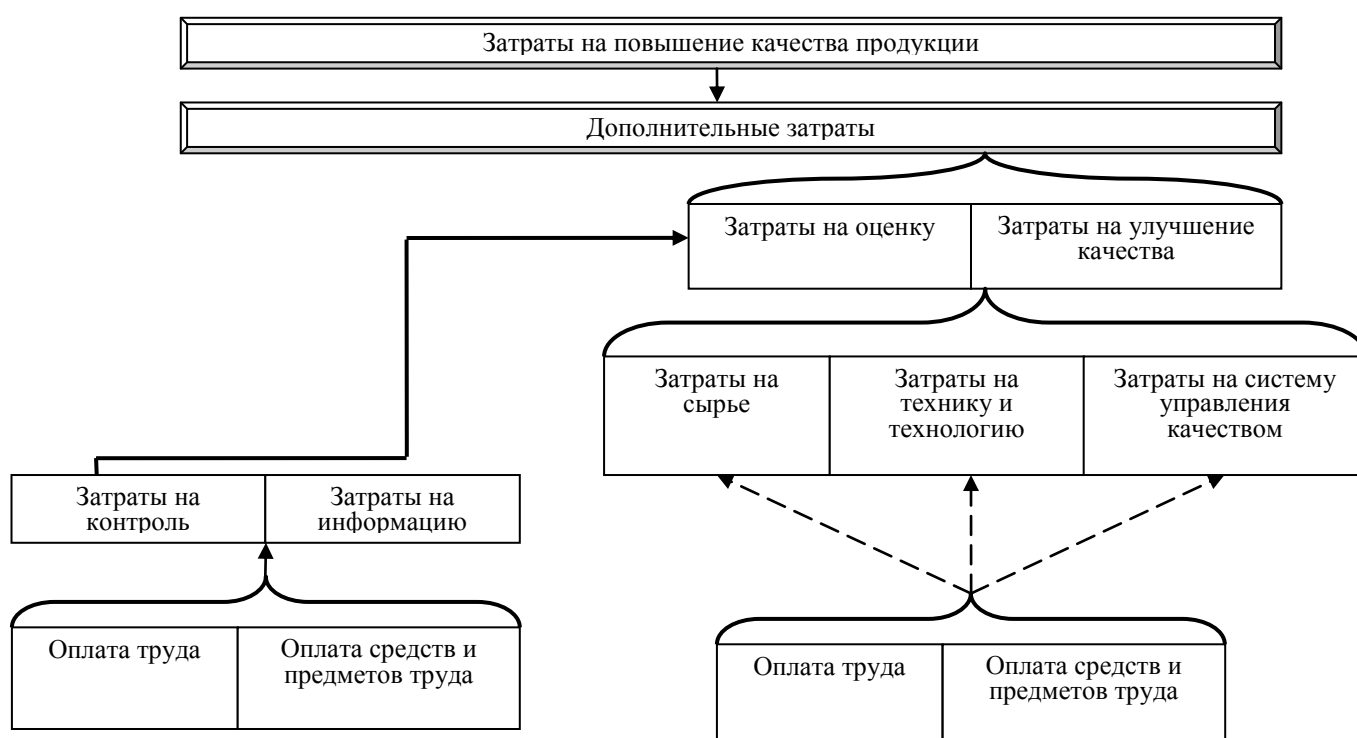 Затраты на повышение качества продукции
Дополнительные затраты
Затраты на оценку
Затраты на улучшение
качества
Затраты на
сырье
Затраты на
технику и
технологию
Затраты на систему
управления
качеством
Затраты на
контроль
Затраты на
информацию
Оплата труда
Оплата средств и
предметов труда
Оплата труда
Оплата средств и
предметов труда